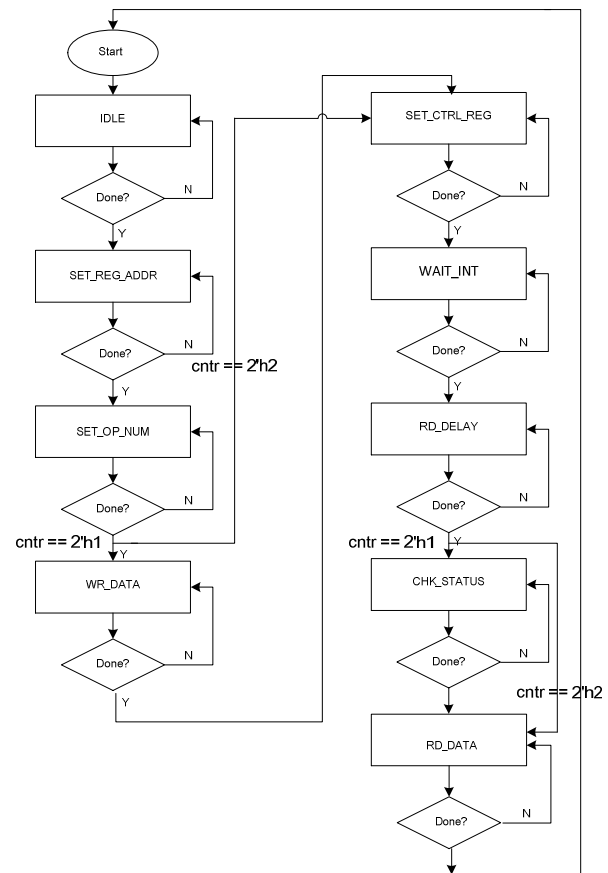 Start
IDLE
Done?
N
Y
SET_REG_ADDR
Done?
N
cntr == 2'h2
Y
SET_OP_NUM
Done?
N
cntr == 2'h1
Y
WR_DATA
Done?
N
Y
SET_CTRL_REG
Done?
N
Y
WAIT_INT
Done?
N
Y
RD_DELAY
Done?
N
cntr == 2'h1
Y
CHK_STATUS
Done?
N
cntr == 2'h2
RD_DATA
Done?
N